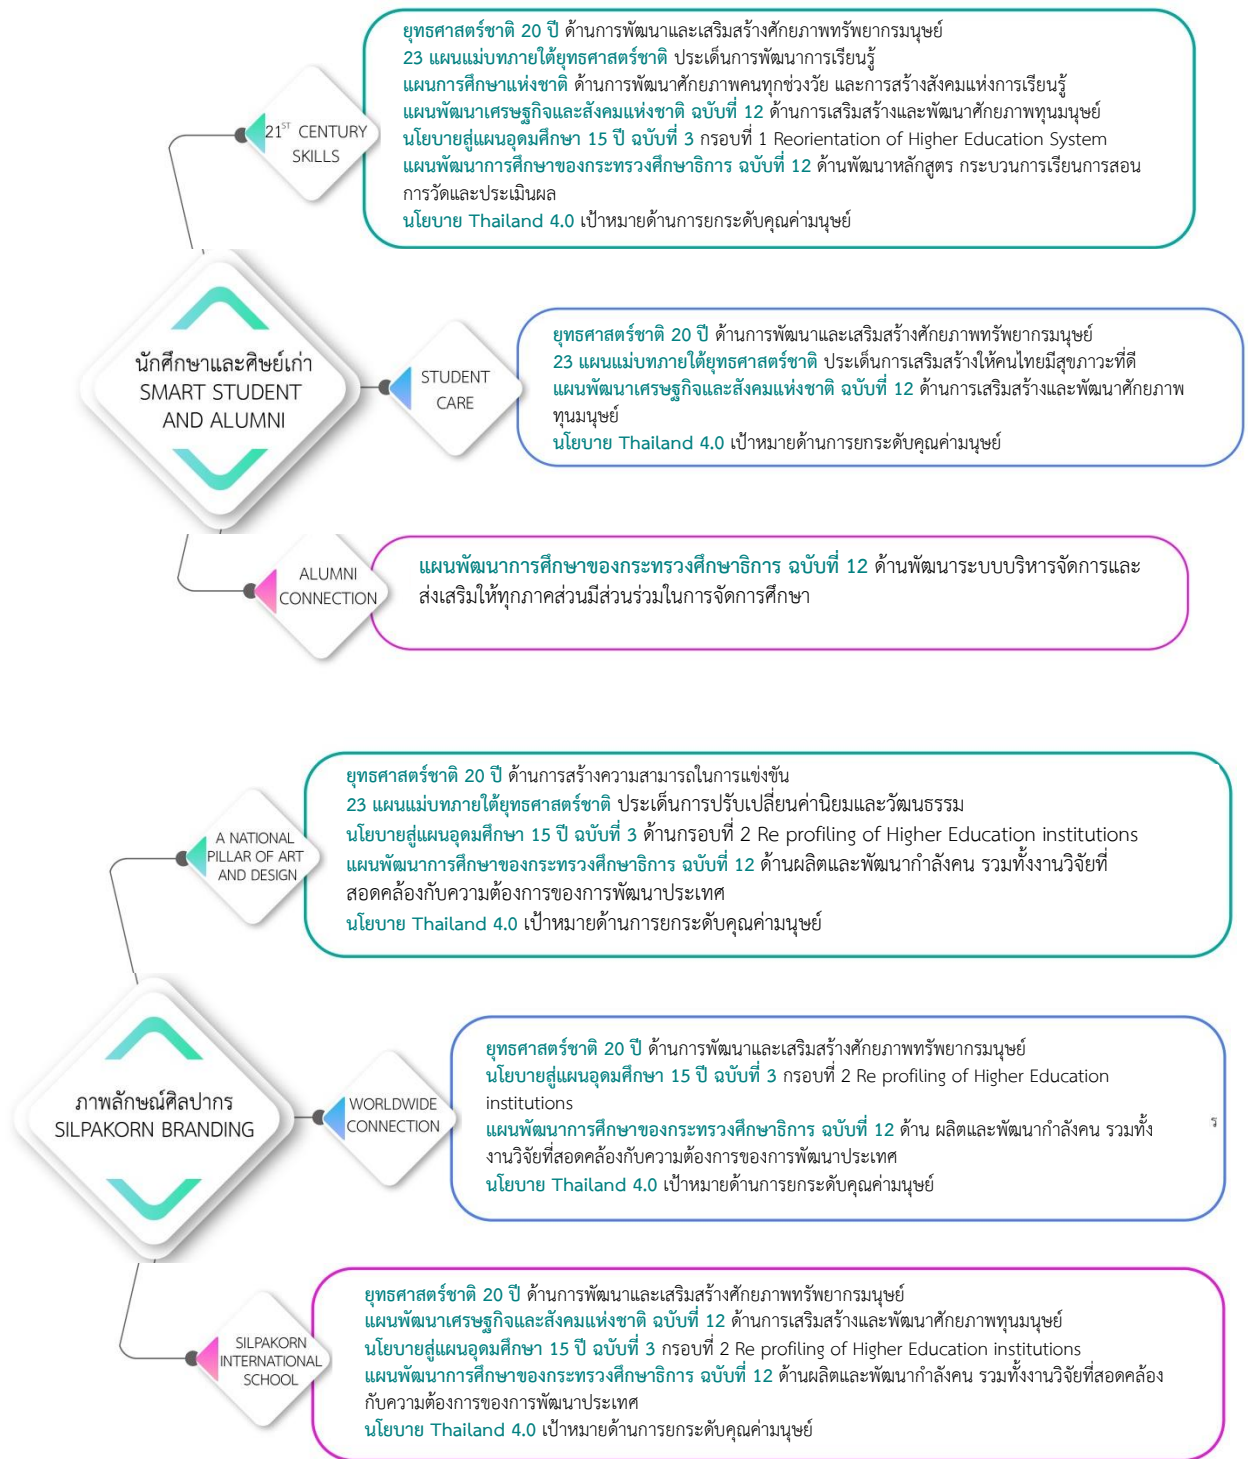 ยุทธศาสตร์ชาติ 20 ปี ด้านการพัฒนาและเสริมสร้างศักยภาพทรัพยากรมนุษย์
23 แผนแม่บทภายใต้ยุทธศาสตร์ชาติ ประเด็นการพัฒนาการเรียนรู้
แผนการศึกษาแห่งชาติ ด้านการพัฒนาศักยภาพคนทุกช่วงวัย และการสร้างสังคมแห่งการเรียนรู้
แผนพัฒนาเศรษฐกิจและสังคมแห่งชาติ ฉบับที่ 12 ด้านการเสริมสร้างและพัฒนาศักยภาพทุนมนุษย์
นโยบายสู่แผนอุดมศึกษา 15 ปี ฉบับที่ 3 กรอบที่ 1 Reorientation of Higher Education System
แผนพัฒนาการศึกษาของกระทรวงศึกษาธิการ ฉบับที่ 12 ด้านพัฒนาหลักสูตร กระบวนการเรียนการสอน
การวัดและประเมินผล
นโยบาย Thailand 4.0 เป้าหมายด้านการยกระดับคุณค่ามนุษย์
21ST CENTURY
SKILLS
นักศึกษาและศิษย์เก่า
SMART STUDENT
AND ALUMNI
STUDENT
CARE
ยุทธศาสตร์ชาติ 20 ปี ด้านการพัฒนาและเสริมสร้างศักยภาพทรัพยากรมนุษย์
23 แผนแม่บทภายใต้ยุทธศาสตร์ชาติ ประเด็นการเสริมสร้างให้คนไทยมีสุขภาวะที่ดี
แผนพัฒนาเศรษฐกิจและสังคมแห่งชาติ ฉบับที่ 12 ด้านการเสริมสร้างและพัฒนาศักยภาพ
ทุนมนุษย์
นโยบาย Thailand 4.0 เป้าหมายด้านการยกระดับคุณค่ามนุษย์
ALUMNI
CONNECTION
แผนพัฒนาการศึกษาของกระทรวงศึกษาธิการ ฉบับที่ 12 ด้านพัฒนาระบบบริหารจัดการและ
ส่งเสริมให้ทุกภาคส่วนมีส่วนร่วมในการจัดการศึกษา
ยุทธศาสตร์ชาติ 20 ปี ด้านการสร้างความสามารถในการแข่งขัน
23 แผนแม่บทภายใต้ยุทธศาสตร์ชาติ ประเด็นการปรับเปลี่ยนค่านิยมและวัฒนธรรม
นโยบายสู่แผนอุดมศึกษา 15 ปี ฉบับที่ 3 ด้านกรอบที่ 2 Re profiling of Higher Education institutions
แผนพัฒนาการศึกษาของกระทรวงศึกษาธิการ ฉบับที่ 12 ด้านผลิตและพัฒนากำลังคน รวมทั้งงานวิจัยที่
สอดคล้องกับความต้องการของการพัฒนาประเทศ
นโยบาย Thailand 4.0 เป้าหมายด้านการยกระดับคุณค่ามนุษย์
A NATIONAL
PILLAR OF ART
AND DESIGN
ภาพลักษณ์ศิลปากร
SILPAKORN BRANDING
WORLDWIDE
CONNECTION
ยุทธศาสตร์ชาติ 20 ปี ด้านการพัฒนาและเสริมสร้างศักยภาพทรัพยากรมนุษย์
นโยบายสู่แผนอุดมศึกษา 15 ปี ฉบับที่ 3 กรอบที่ 2 Re profiling of Higher Education
institutions
แผนพัฒนาการศึกษาของกระทรวงศึกษาธิการ ฉบับที่ 12 ด้าน ผลิตและพัฒนากำลังคน รวมทั้ง
งานวิจัยที่สอดคล้องกับความต้องการของการพัฒนาประเทศ
นโยบาย Thailand 4.0 เป้าหมายด้านการยกระดับคุณค่ามนุษย์
ร
SILPAKORN
INTERNATIONAL
SCHOOL
ยุทธศาสตร์ชาติ 20 ปี ด้านการพัฒนาและเสริมสร้างศักยภาพทรัพยากรมนุษย์
แผนพัฒนาเศรษฐกิจและสังคมแห่งชาติ ฉบับที่ 12 ด้านการเสริมสร้างและพัฒนาศักยภาพทุนมนุษย์
นโยบายสู่แผนอุดมศึกษา 15 ปี ฉบับที่ 3 กรอบที่ 2 Re profiling of Higher Education institutions
แผนพัฒนาการศึกษาของกระทรวงศึกษาธิการ ฉบับที่ 12 ด้านผลิตและพัฒนากำลังคน รวมทั้งงานวิจัยที่สอดคล้อง
กับความต้องการของการพัฒนาประเทศ
นโยบาย Thailand 4.0 เป้าหมายด้านการยกระดับคุณค่ามนุษย์